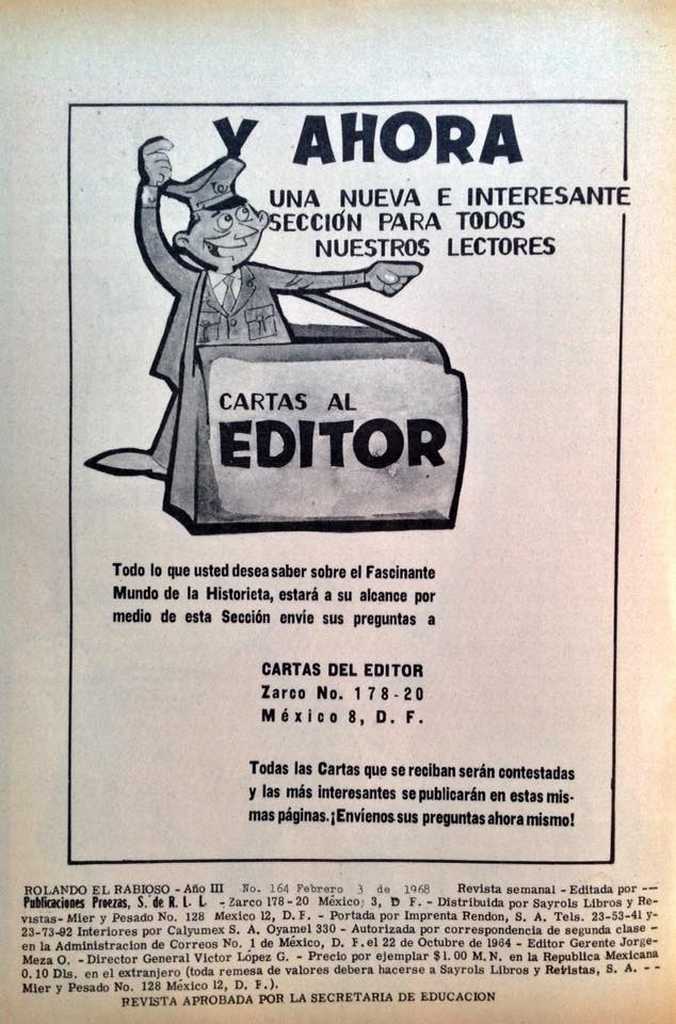 Y AHORA
UNA NUEVA E INTERESANTE
SECCIÓN PARA TODOS
NUESTROS LECTORES
CARTAS AL
EDITOR
Todo lo que usted desea saber sobre el Fascinante
Mundo de la Historieta, estará a su alcance por
medio de esta Sección envíe sus preguntas a
CARTAS DEL EDITOR
Zarco No. 178-20
México 8, D. F.
Todas las Cartas que se reciban serán contestadas
y las más interesantes se publicarán en estas mis-
mas páginas. ¡Envíenos sus preguntas ahora mismo!
ROLANDO EL RABIOSO - Año III No. 164 Febrero 3 de 1968 Revista semanal - Editada por ---
Publicaciones Proezas, S. de R. L. L - Zarco 178 - 20 México; 3, D F. - Distribuida por Sayrols Libros y Re-
vistas- Mier y Pesado No. 128 Mexico 12, D. F. - Portada por Imprenta Rendon, S. A. Tels. 23-53-41 y-
23-73-92 Interiores por Calyumex S. A. Oyamel 330 - Autorizada por correspondencia de segunda clase -
en la Administracion de Correos No. 1 de México, D. F. el 22 de Octubre de 1964 - Editor Gerente Jorge-
Meza O. - Director General Victor López G. - Precio por ejemplar $1.00 M. N. en la Republica Mexicana
0.10 Dls. en el extranjero (toda remesa de valores debera hacerse a Sayrols Libros y Revistas, S. A. - -
Mier y Pesado No. 128 México 12, D. F.).
REVISTA APROBADA POR LA SECRETARIA DE EDUCACION